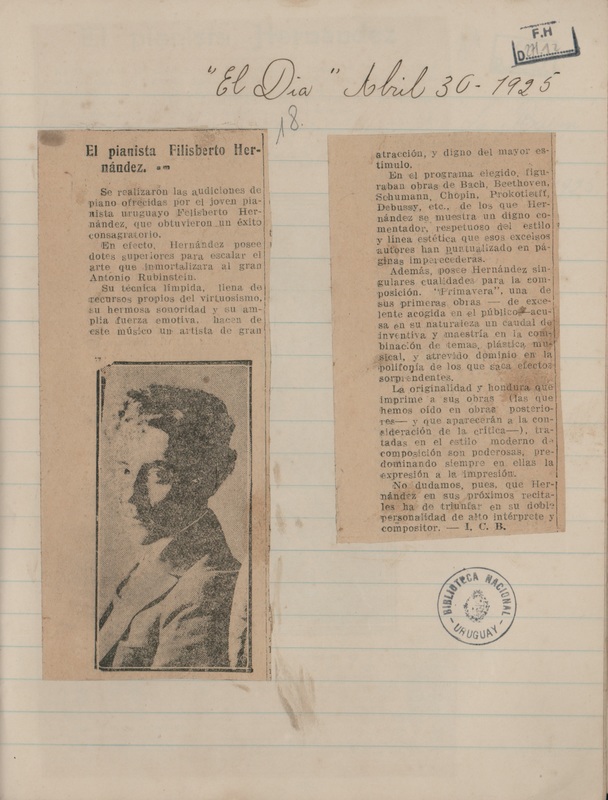 F.H
D
"El Dia" Abril 30-1925
18.
El pianista Filisberto Her-
nández.
Se realizarón las audiciones de
piano ofrecidas por el joven pia-
nista uruguayo Felisberto Her-
nández, que obtuvieron un éxito
consagratorio.
En efecto, Hernández posee
dotes superiores para escalar el
arte que inmortalizara al gran
Antonio Rubinstein.
Su técnica límpida, llena de
recursos propios del virtuosismo,
su hermosa sonoridad y su am-
plia fuerza emotiva, hacen de
este músico un artista de gran
atracción, y digno del mayor es-
tímulo.
En el programa elegido, figu-
raban obras de Bach, Beethoven,
Schumann, Chopin, Prokotieff,
Debussy, etc., de los que Her-
nández se muestra un digno co-
mentador, respetuoso del estilo
y línea estética que esos excelsos
autores han puntualizado en pá-
ginas imperecederas.
Además, posee Hernández sin-
gulares cualidades para la com-
posición. "Primavera", una de
sus primeras obras — de exce-
lente acogida en el público— acu-
sa en su naturaleza un caudal de
inventiva y maestría en la com-
binación de temas, plástica mu-
sical, y atrevido dominio en la
polifonía de los que saca efectos
sorprendentes.
La originalidad y hondura que
imprime a sus obras (las que
hemos oído en obras posterio-
res— y que aparecerán a la con-
sideración de la crítica—), tra-
tadas en el estilo moderno de
composición son poderosas, pre-
dominando siempre en ellas la
expresión a la impresión.
No dudamos, pues, que Her-
nández en sus próximos recita-
les ha de triunfar en su doble
personalidad de alto intérprete y
compositor. — I. C. B.
BIBLIOTECA NACIONAL
URUGUAY